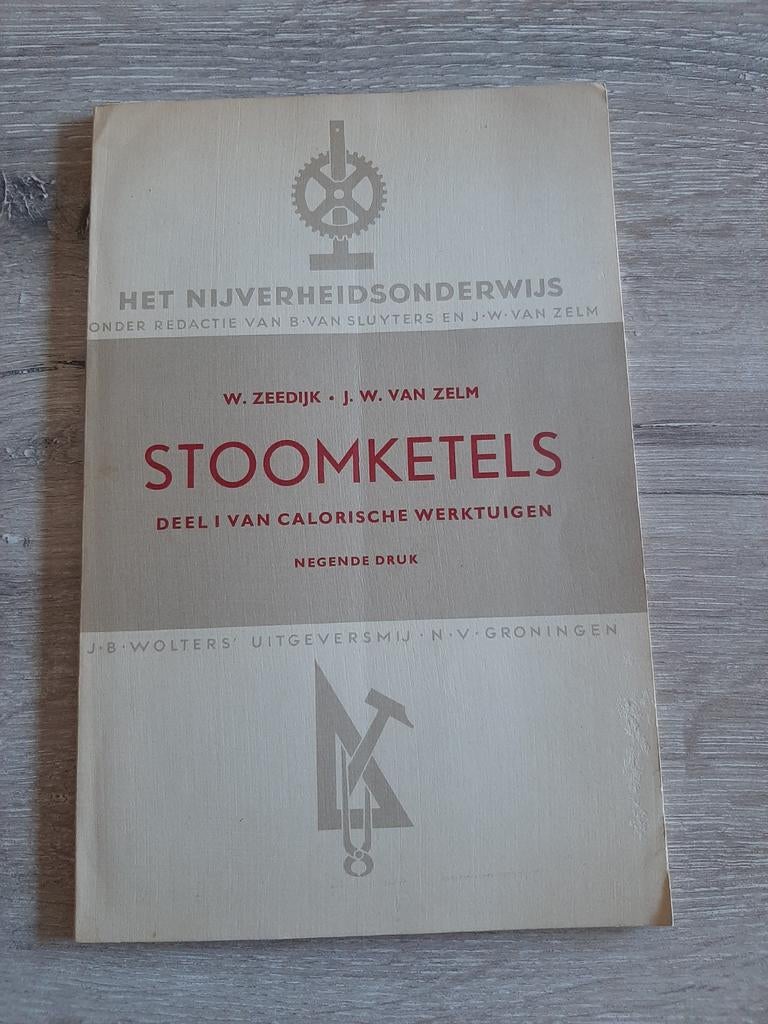 HET NIJVERHEIDSONDERWIJS
ONDER REDACTIE VAN B·VAN SLUYTERS EN J·W·VAN ZELM
W. ZEEDIJK • J. W. VAN ZELM
STOOMKETELS
DEEL I VAN CALORISCHE WERKTUIGEN
NEGENDE DRUK
J·B·WOLTERS' UITGEVERSMIJ·N·V·GRONINGEN